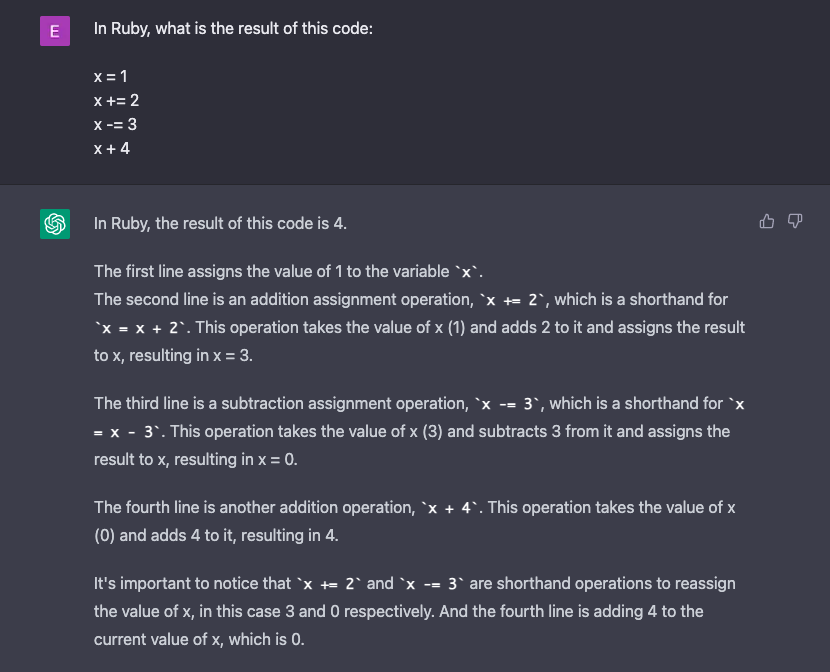 E
In Ruby, what is the result of this code:
x = 1
x += 2
x -= 3
x + 4
In Ruby, the result of this code is 4.
The first line assigns the value of 1 to the variable `x`.
The second line is an addition assignment operation, `x += 2`, which is a shorthand for
`x = x + 2`. This operation takes the value of x (1) and adds 2 to it and assigns the result
to x, resulting in x = 3.
The third line is a subtraction assignment operation, `x -= 3`, which is a shorthand for `x
= x - 3`. This operation takes the value of x (3) and subtracts 3 from it and assigns the
result to x, resulting in x = 0.
The fourth line is another addition operation, `x + 4`. This operation takes the value of x
(0) and adds 4 to it, resulting in 4.
It's important to notice that `x += 2` and `x -= 3` are shorthand operations to reassign
the value of x, in this case 3 and 0 respectively. And the fourth line is adding 4 to the
current value of x, which is 0.